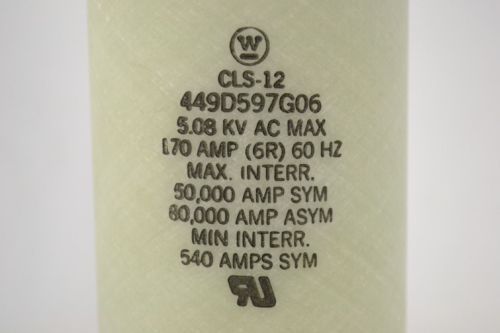 W
CLS-12
449D597G06
5.08 KV AC MAX
170 AMP (6R) 60 HZ
MAX. INTERR.
50,000 AMP SYM
80,000 AMP ASYM
MIN INTERR.
540 AMPS SYM
UR